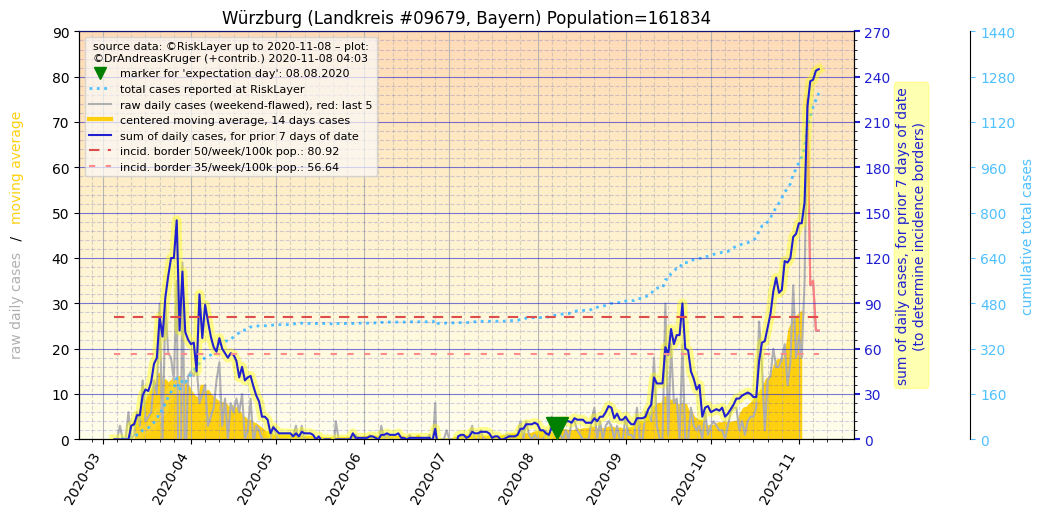 Würzburg (Landkreis #09679, Bayern) Population=161834
source data: ©RiskLayer up to 2020-11-08 – plot:
©DrAndreasKruger (+contrib.) 2020-11-08 04:03
marker for 'expectation day': 08.08.2020
total cases reported at RiskLayer
raw daily cases (weekend-flawed), red: last 5
centered moving average, 14 days cases
sum of daily cases, for prior 7 days of date
incid. border 50/week/100k pop.: 80.92
incid. border 35/week/100k pop.: 56.64
raw daily cases / moving average
90
80
70
60
50
40
30
20
10
0
2020-03
2020-04
2020-05
2020-06
2020-07
2020-08
2020-09
2020-10
2020-11
270
240
210
180
150
120
90
60
30
0
sum of daily cases, for prior 7 days of date
(to determine incidence borders)
1440
1280
1120
960
800
640
480
320
160
0
cumulative total cases